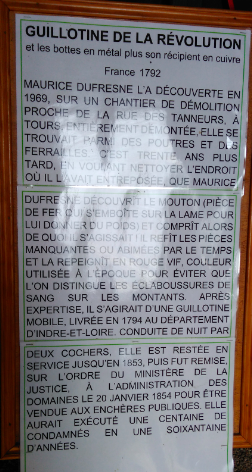 GUILLOTINE DE LA RÉVOLUTION
et les bottes en métal plus son récipient en cuivre
France 1792
MAURICE DUFRESNE L'A DÉCOUVERTE EN
1969, SUR UN CHANTIER DE DÉMOLITION
PROCHE DE LA RUE DES TANNEURS, À
TOURS, ENTIÈREMENT DÉMONTÉE, ELLE SE
TROUVAIT PARMI DES POUTRES ET DES
FERRAILLES. C'EST TRENTE ANS PLUS
TARD, EN VOULANT NETTOYER L'ENDROIT
OÙ IL L'AVAIT ENTREPOSÉE, QUE MAURICE
DUFRESNE DÉCOUVRIT LE MOUTON (PIÈCE
DE FER QUI S'EMBOÎTE SUR LA LAME POUR
LUI DONNER DU POIDS) ET COMPRIT ALORS
DE QUOI IL S'AGISSAIT ! IL REFIT LES PIÈCES
MANQUANTES OU ABIMÉES PAR LE TEMPS
ET LA REPEIGNIT EN ROUGE VIF, COULEUR
UTILISÉE À L'ÉPOQUE POUR ÉVITER QUE
L'ON DISTINGUE LES ÉCLABOUSSURES DE
SANG SUR LES MONTANTS. APRÈS
EXPERTISE, IL S'AGIRAIT D'UNE GUILLOTINE
MOBILE, LIVRÉE EN 1794 AU DÉPARTEMENT
D'INDRE-ET-LOIRE. CONDUITE DE NUIT PAR
DEUX COCHERS, ELLE EST RESTÉE EN
SERVICE JUSQU'EN 1853, PUIS FUT REMISE,
SUR L'ORDRE DU MINISTÈRE DE LA
JUSTICE, À L'ADMINISTRATION DES
DOMAINES LE 20 JANVIER 1854 POUR ÊTRE
VENDUE AUX ENCHÈRES PUBLIQUES. ELLE
AURAIT EXÉCUTÉ UNE CENTAINE DE
CONDAMNÉS EN UNE SOIXANTAINE
D'ANNÉES.